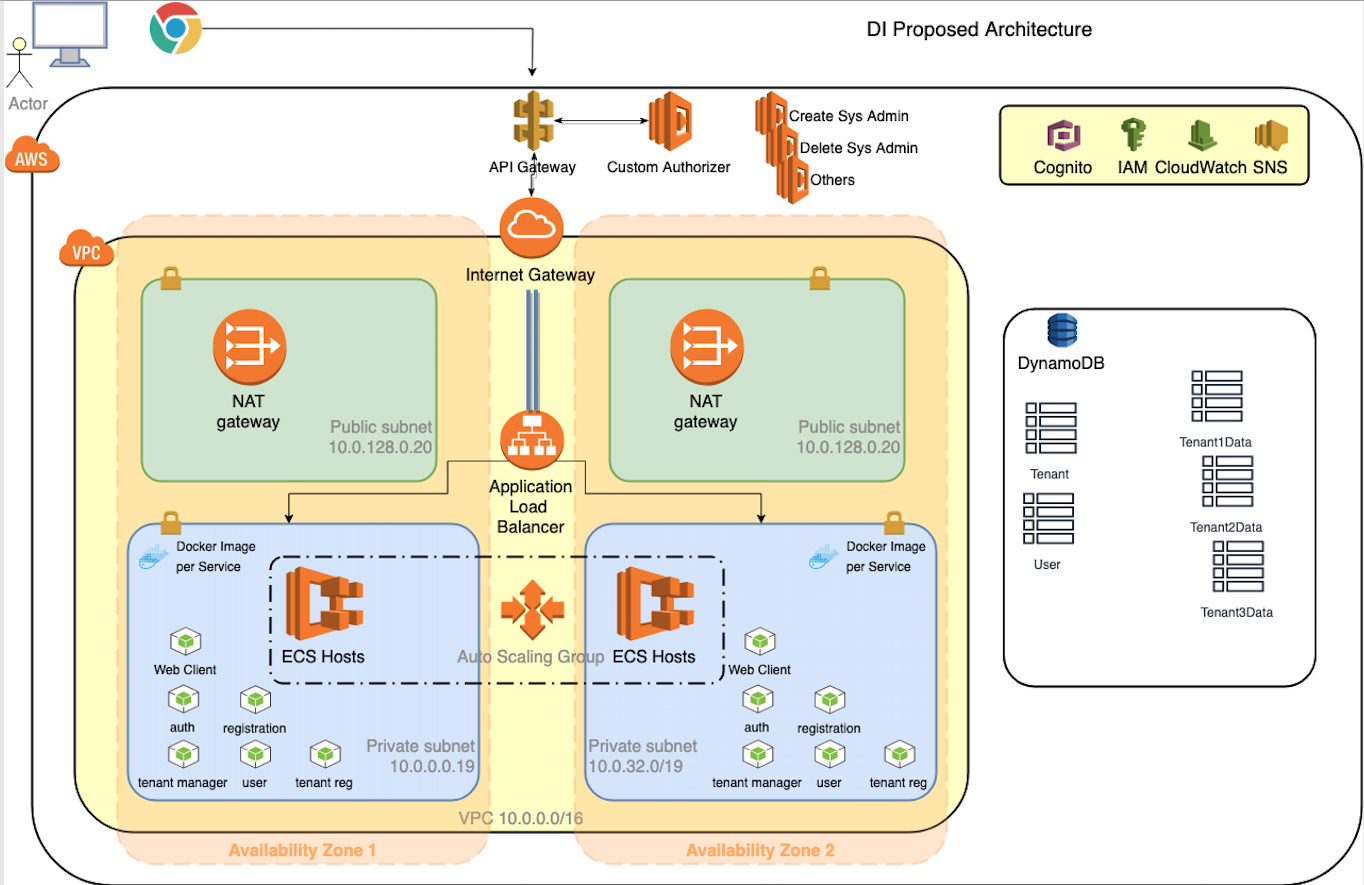 DI Proposed Architecture
Actor
AWS
API Gateway
Custom Authorizer
Create Sys Admin
Delete Sys Admin
Others
Cognito
IAM
CloudWatch
SNS
VPC
Internet Gateway
NAT
gateway
Public subnet
10.0.128.0.20
NAT
gateway
Public subnet
10.0.128.0.20
Application
Load
Balancer
Docker Image
per Service
ECS Hosts
Auto Scaling Group
ECS Hosts
Docker Image
per Service
Web Client
auth
registration
tenant manager
user
tenant reg
Private subnet
10.0.0.0.19
Web Client
auth
registration
tenant manager
user
tenant reg
Private subnet
10.0.32.0/19
VPC 10.0.0.0/16
Availability Zone 1
Availability Zone 2
DynamoDB
Tenant
User
Tenant1Data
Tenant2Data
Tenant3Data